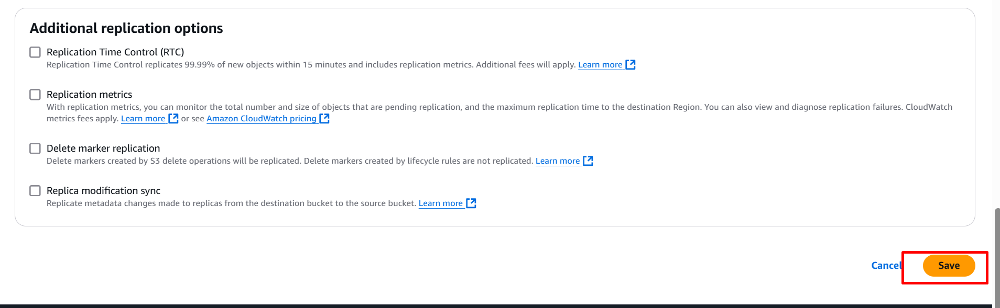 Additional replication options
Replication Time Control (RTC)
Replication Time Control replicates 99.99% of new objects within 15 minutes and includes replication metrics. Additional fees will apply. Learn more
Replication metrics
With replication metrics, you can monitor the total number and size of objects that are pending replication, and the maximum replication time to the destination Region. You can also view and diagnose replication failures. CloudWatch
metrics fees apply. Learn more or see Amazon CloudWatch pricing
Delete marker replication
Delete markers created by S3 delete operations will be replicated. Delete markers created by lifecycle rules are not replicated. Learn more
Replica modification sync
Replicate metadata changes made to replicas from the destination bucket to the source bucket. Learn more
Cancel Save